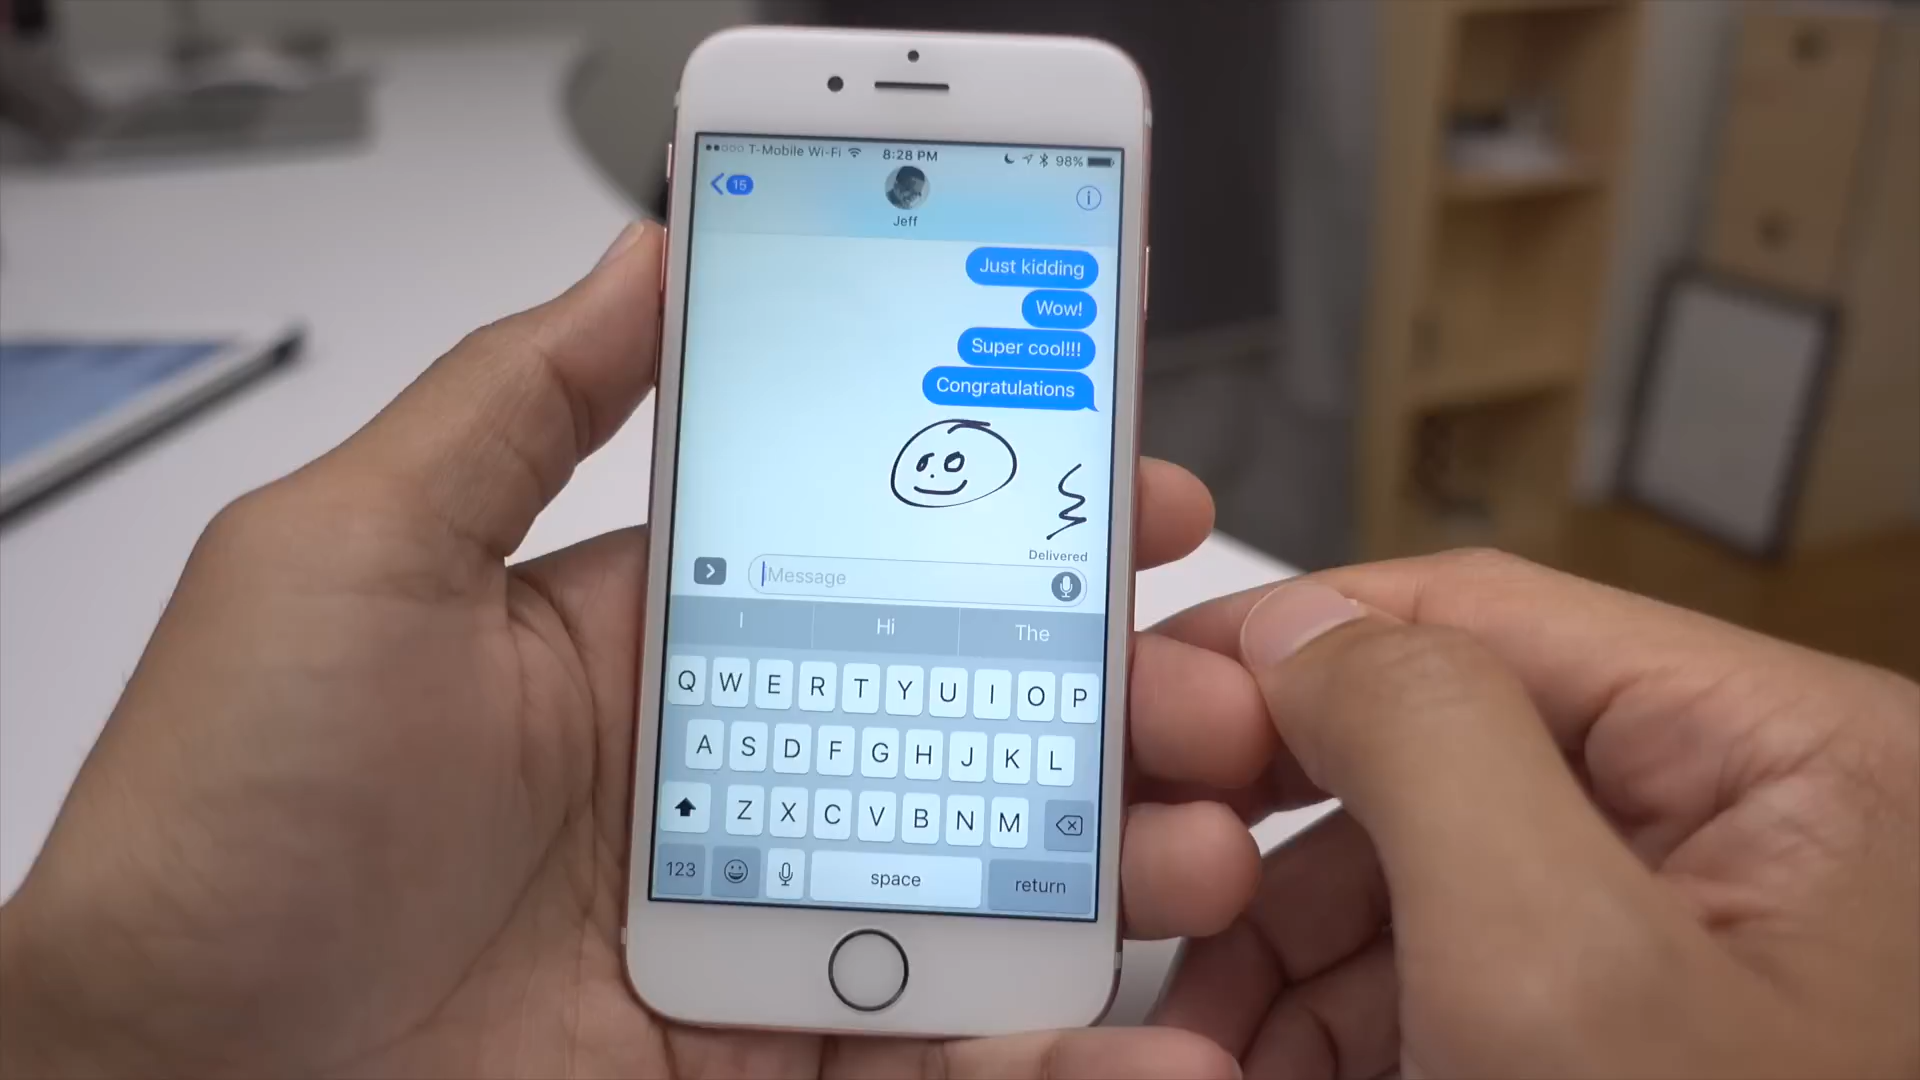 T-Mobile Wi-Fi 8:28 PM 98%
15
Jeff
Just kidding
Wow!
Super cool!!!
Congratulations
Delivered
iMessage
I Hi The
Q W E R T Y U I O P
A S D F G H J K L
Z X C V B N M
123 space return